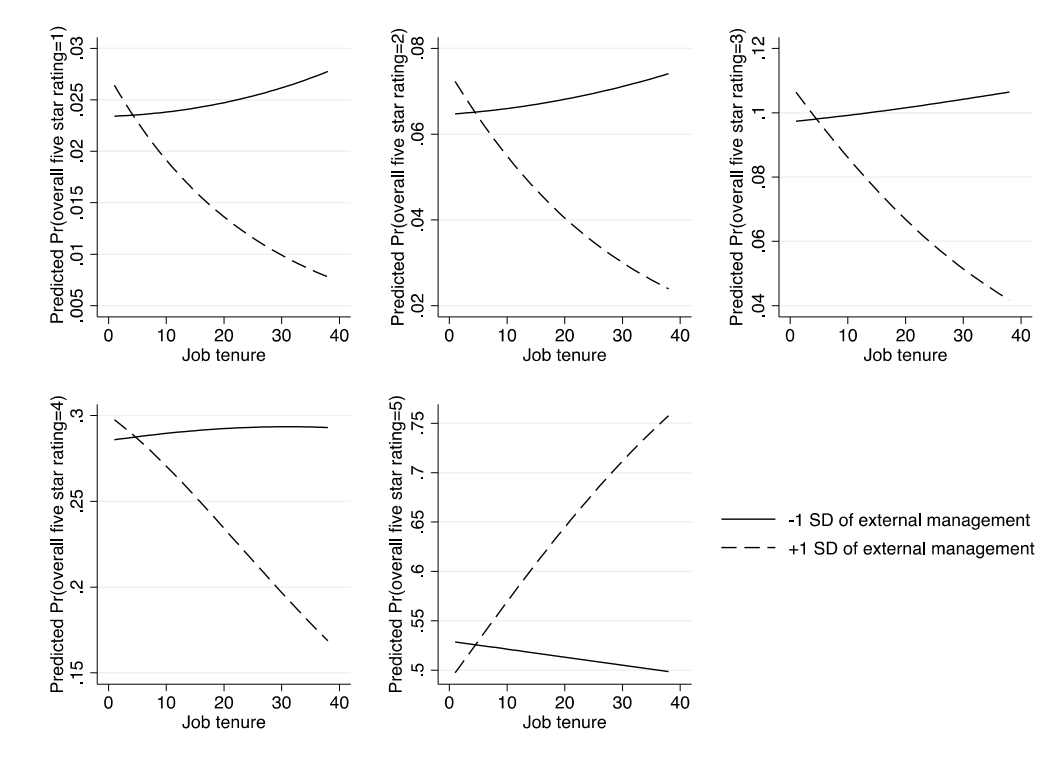 Predicted Pr(overall five star rating=1)
.03
.025
.02
.015
.01
.005
0 10 20 30 40
Job tenure
Predicted Pr(overall five star rating=2)
.08
.06
.04
.02
0 10 20 30 40
Job tenure
Predicted Pr(overall five star rating=3)
.12
.1
.08
.06
.04
0 10 20 30 40
Job tenure
Predicted Pr(overall five star rating=4)
.3
.25
.2
.15
0 10 20 30 40
Job tenure
Predicted Pr(overall five star rating=5)
.75
.7
.65
.6
.55
.5
0 10 20 30 40
Job tenure
-1 SD of external management
+1 SD of external management